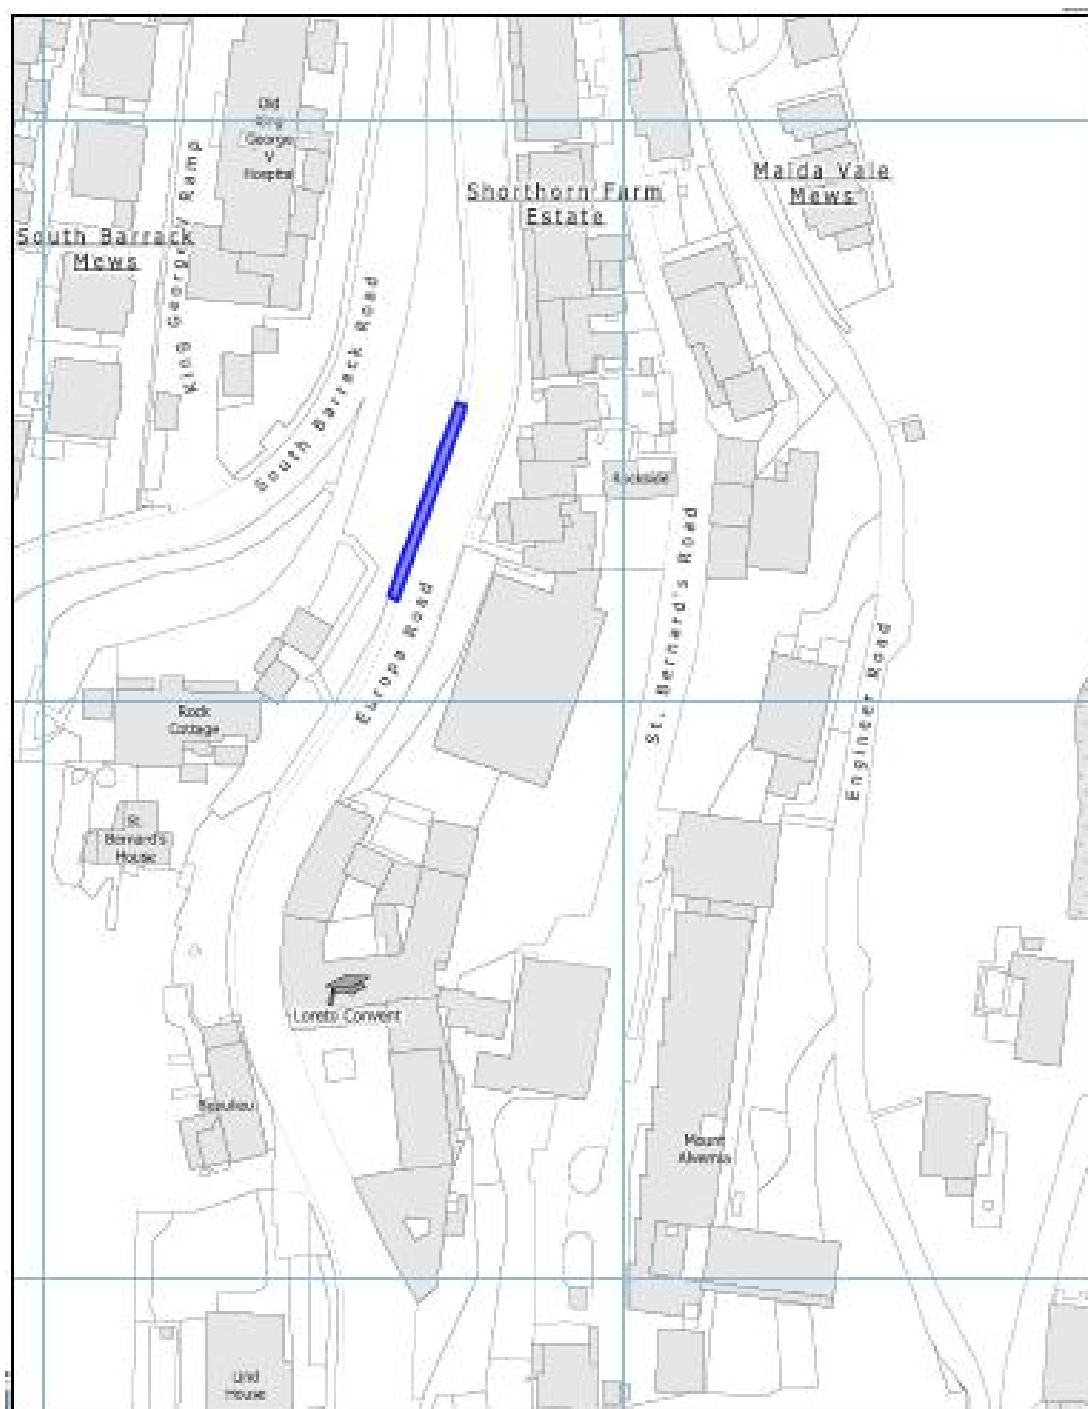 Old
King
George
V
Hospital
King George V Ramp
Shorthorn Farm
Estate
Maida Vale
Mews
South Barrack
Mews
South Barrack Road
Rockside
St. Bernard's Road
Europa Road
Engineer Road
Rock
Cottage
St.
Bernard's
House
Loreto Convent
Beaulieu
Mount
Alvernia
Lind
House